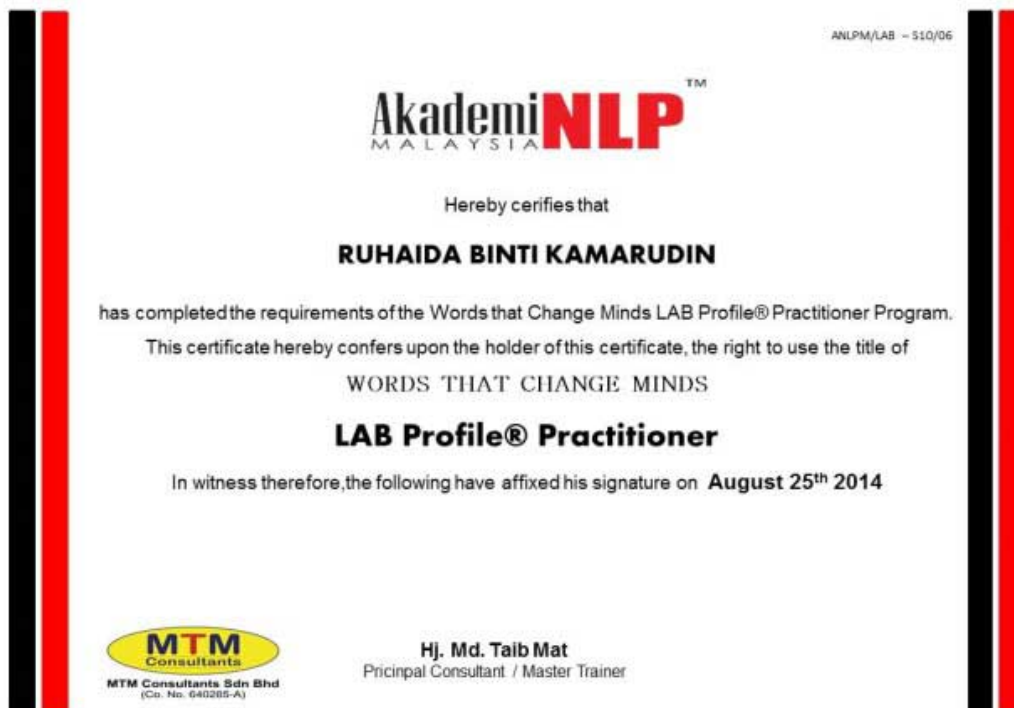 ANLPM/LAB – S10/06
Akademi NLP™
MALAYSIA
Hereby cerifies that
RUHAIDA BINTI KAMARUDIN
has completed the requirements of the Words that Change Minds LAB Profile® Practitioner Program.
This certificate hereby confers upon the holder of this certificate, the right to use the title of
WORDS THAT CHANGE MINDS
LAB Profile® Practitioner
In witness therefore,the following have affixed his signature on August 25th 2014
MTM
Consultants
MTM Consultants Sdn Bhd
(Co. No. 640285-A)
Hj. Md. Taib Mat
Pricinpal Consultant / Master Trainer